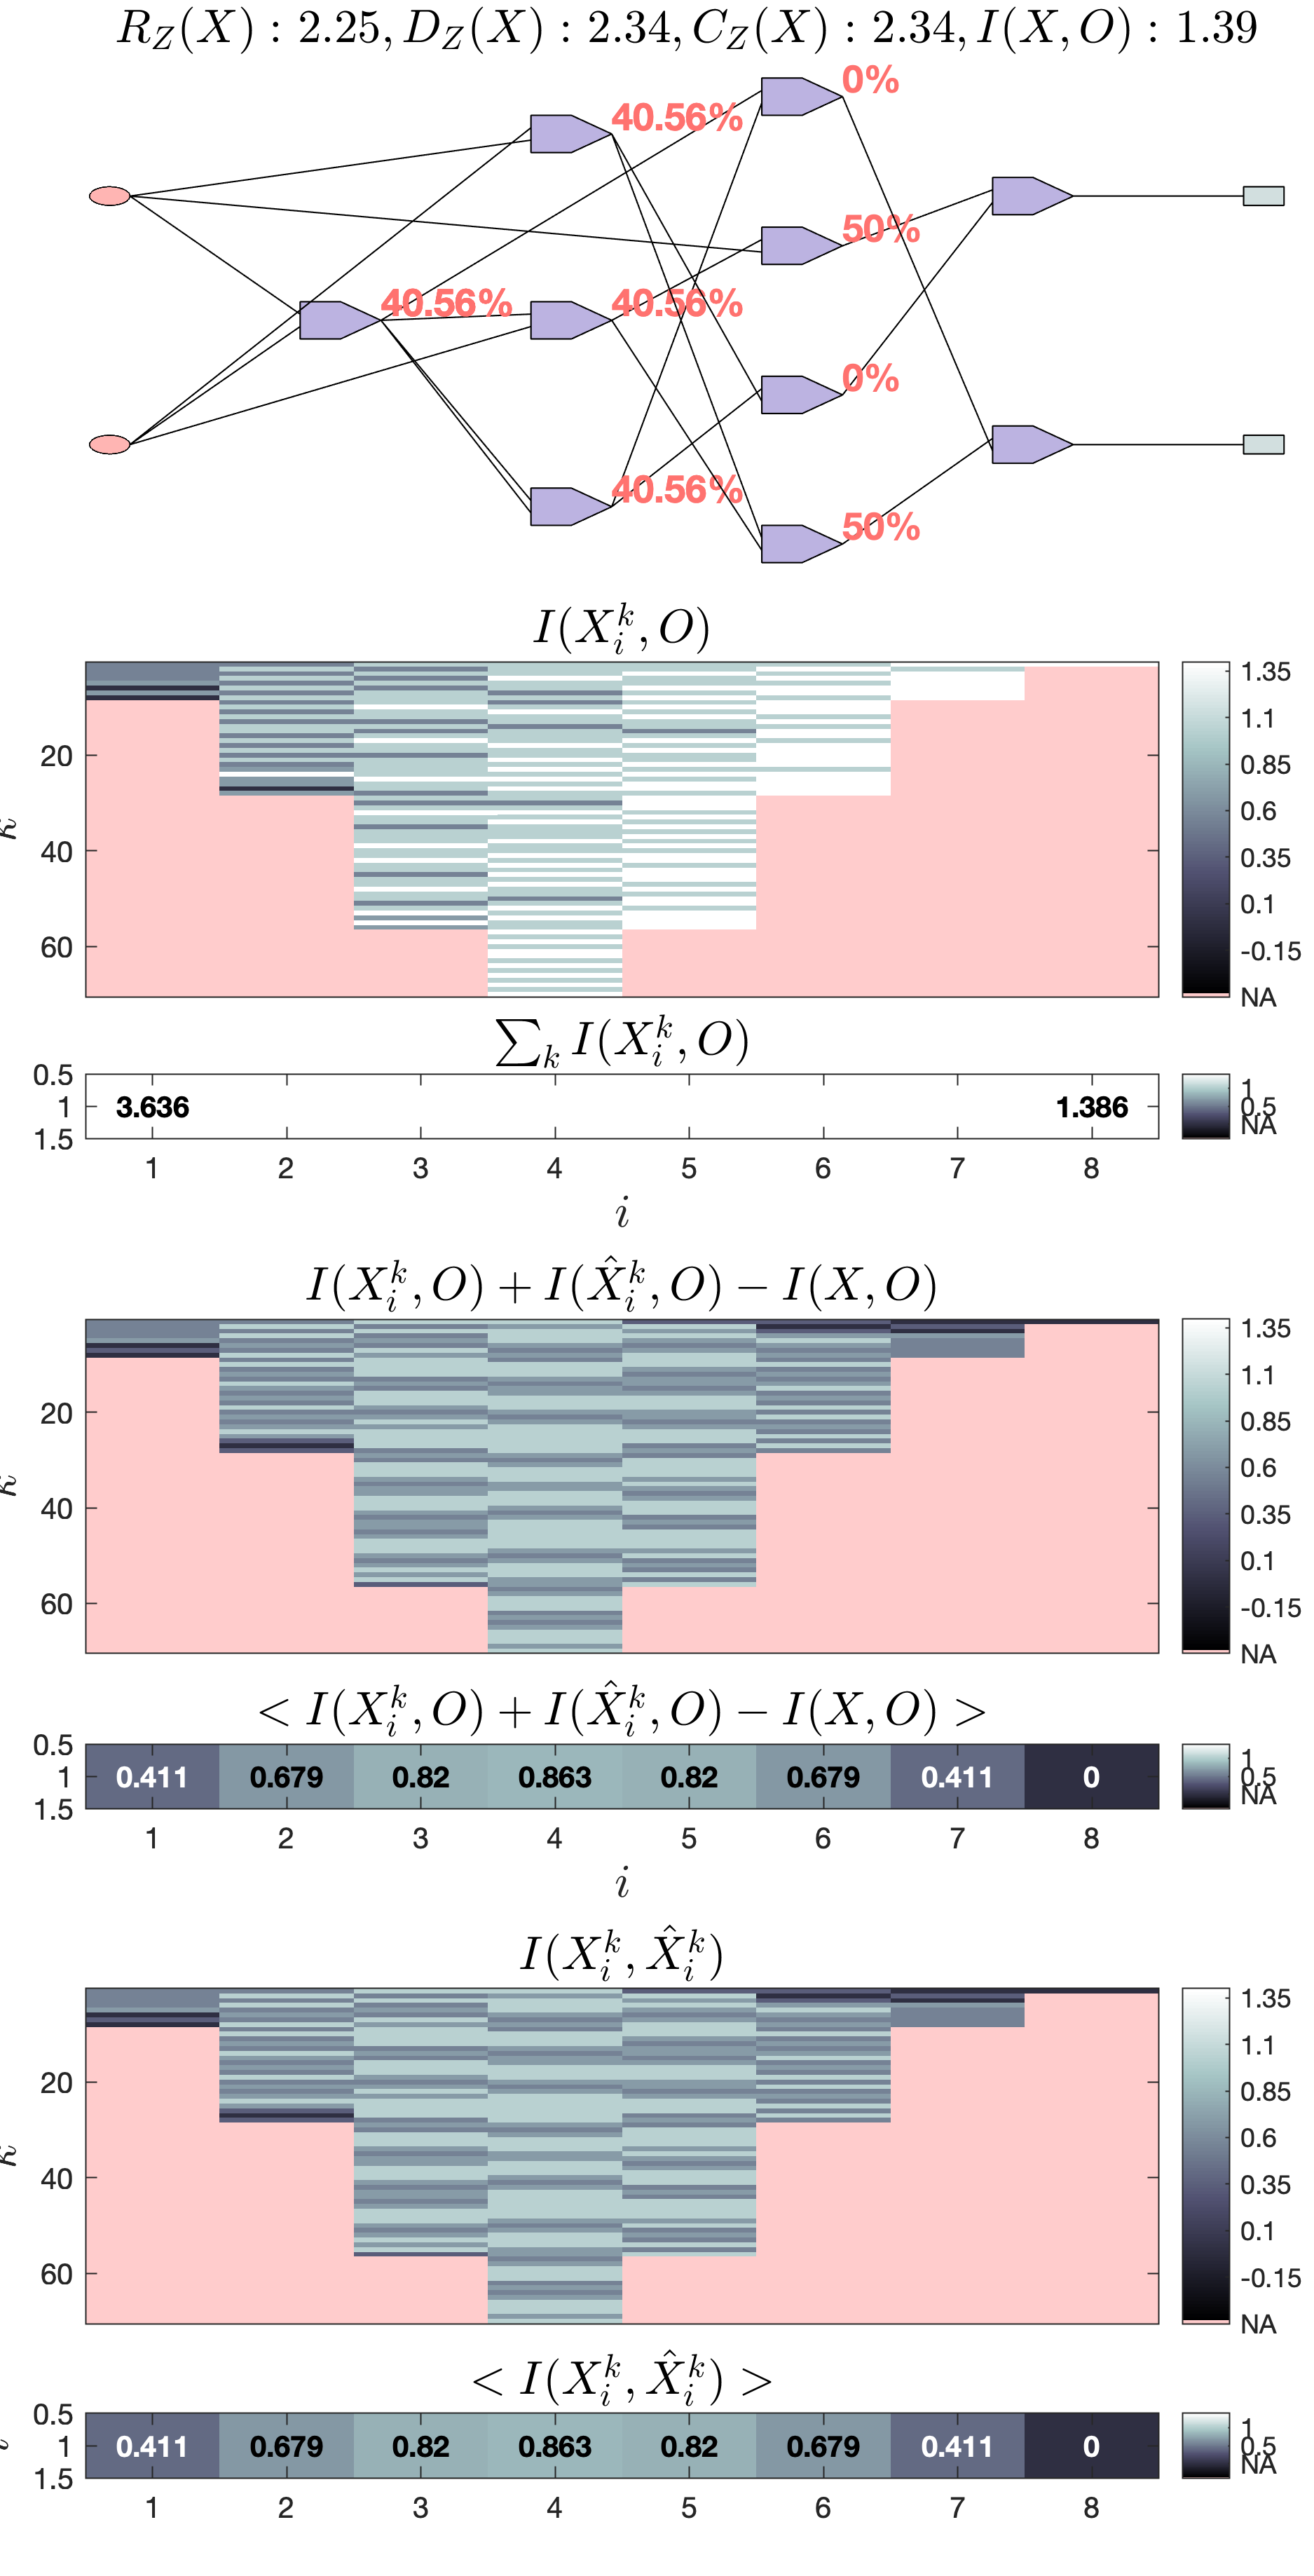 R_Z(X) : 2.25, D_Z(X) : 2.34, C_Z(X) : 2.34, I(X, O) : 1.39
0%
40.56%
50%
40.56% 40.56%
0%
40.56%
50%
I(X_i^k, O)
20
40
60
k
1.35
1.1
0.85
0.6
0.35
0.1
-0.15
NA
∑_k I(X_i^k, O)
0.5
1
1.5
3.636 1.386
1
0.5
NA
1 2 3 4 5 6 7 8
i
I(X_i^k, O) + I(X̂_i^k, O) − I(X, O)
20
40
60
k
1.35
1.1
0.85
0.6
0.35
0.1
-0.15
NA
< I(X_i^k, O) + I(X̂_i^k, O) − I(X, O) >
0.5
1
1.5
0.411 0.679 0.82 0.863 0.82 0.679 0.411 0
1
0.5
NA
1 2 3 4 5 6 7 8
i
I(X_i^k, X̂_i^k)
20
40
60
k
1.35
1.1
0.85
0.6
0.35
0.1
-0.15
NA
< I(X_i^k, X̂_i^k) >
0.5
1
1.5
0.411 0.679 0.82 0.863 0.82 0.679 0.411 0
1
0.5
NA
1 2 3 4 5 6 7 8